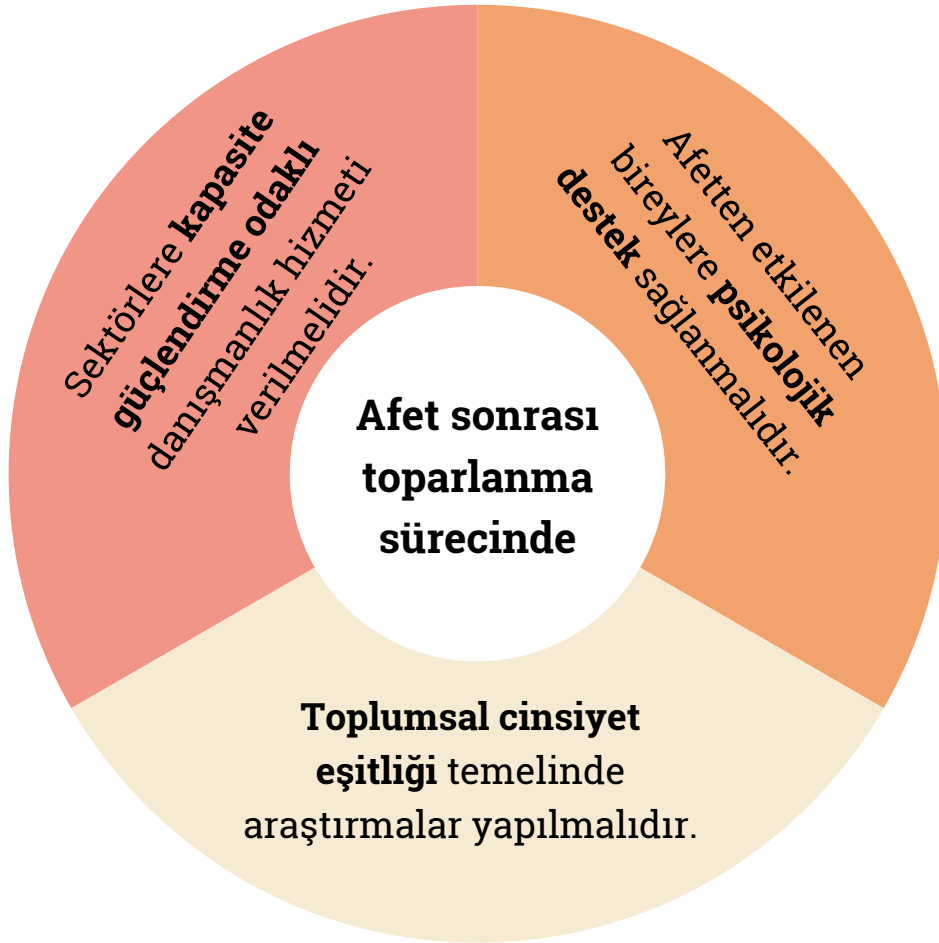 Afet sonrası
toparlanma
sürecinde
Sektörlere kapasite
güçlendirme odaklı
danışmanlık hizmeti
verilmelidir.
Afetten etkilenen
bireylere psikolojik
destek sağlanmalıdır.
Toplumsal cinsiyet
eşitliği temelinde
araştırmalar yapılmalıdır.